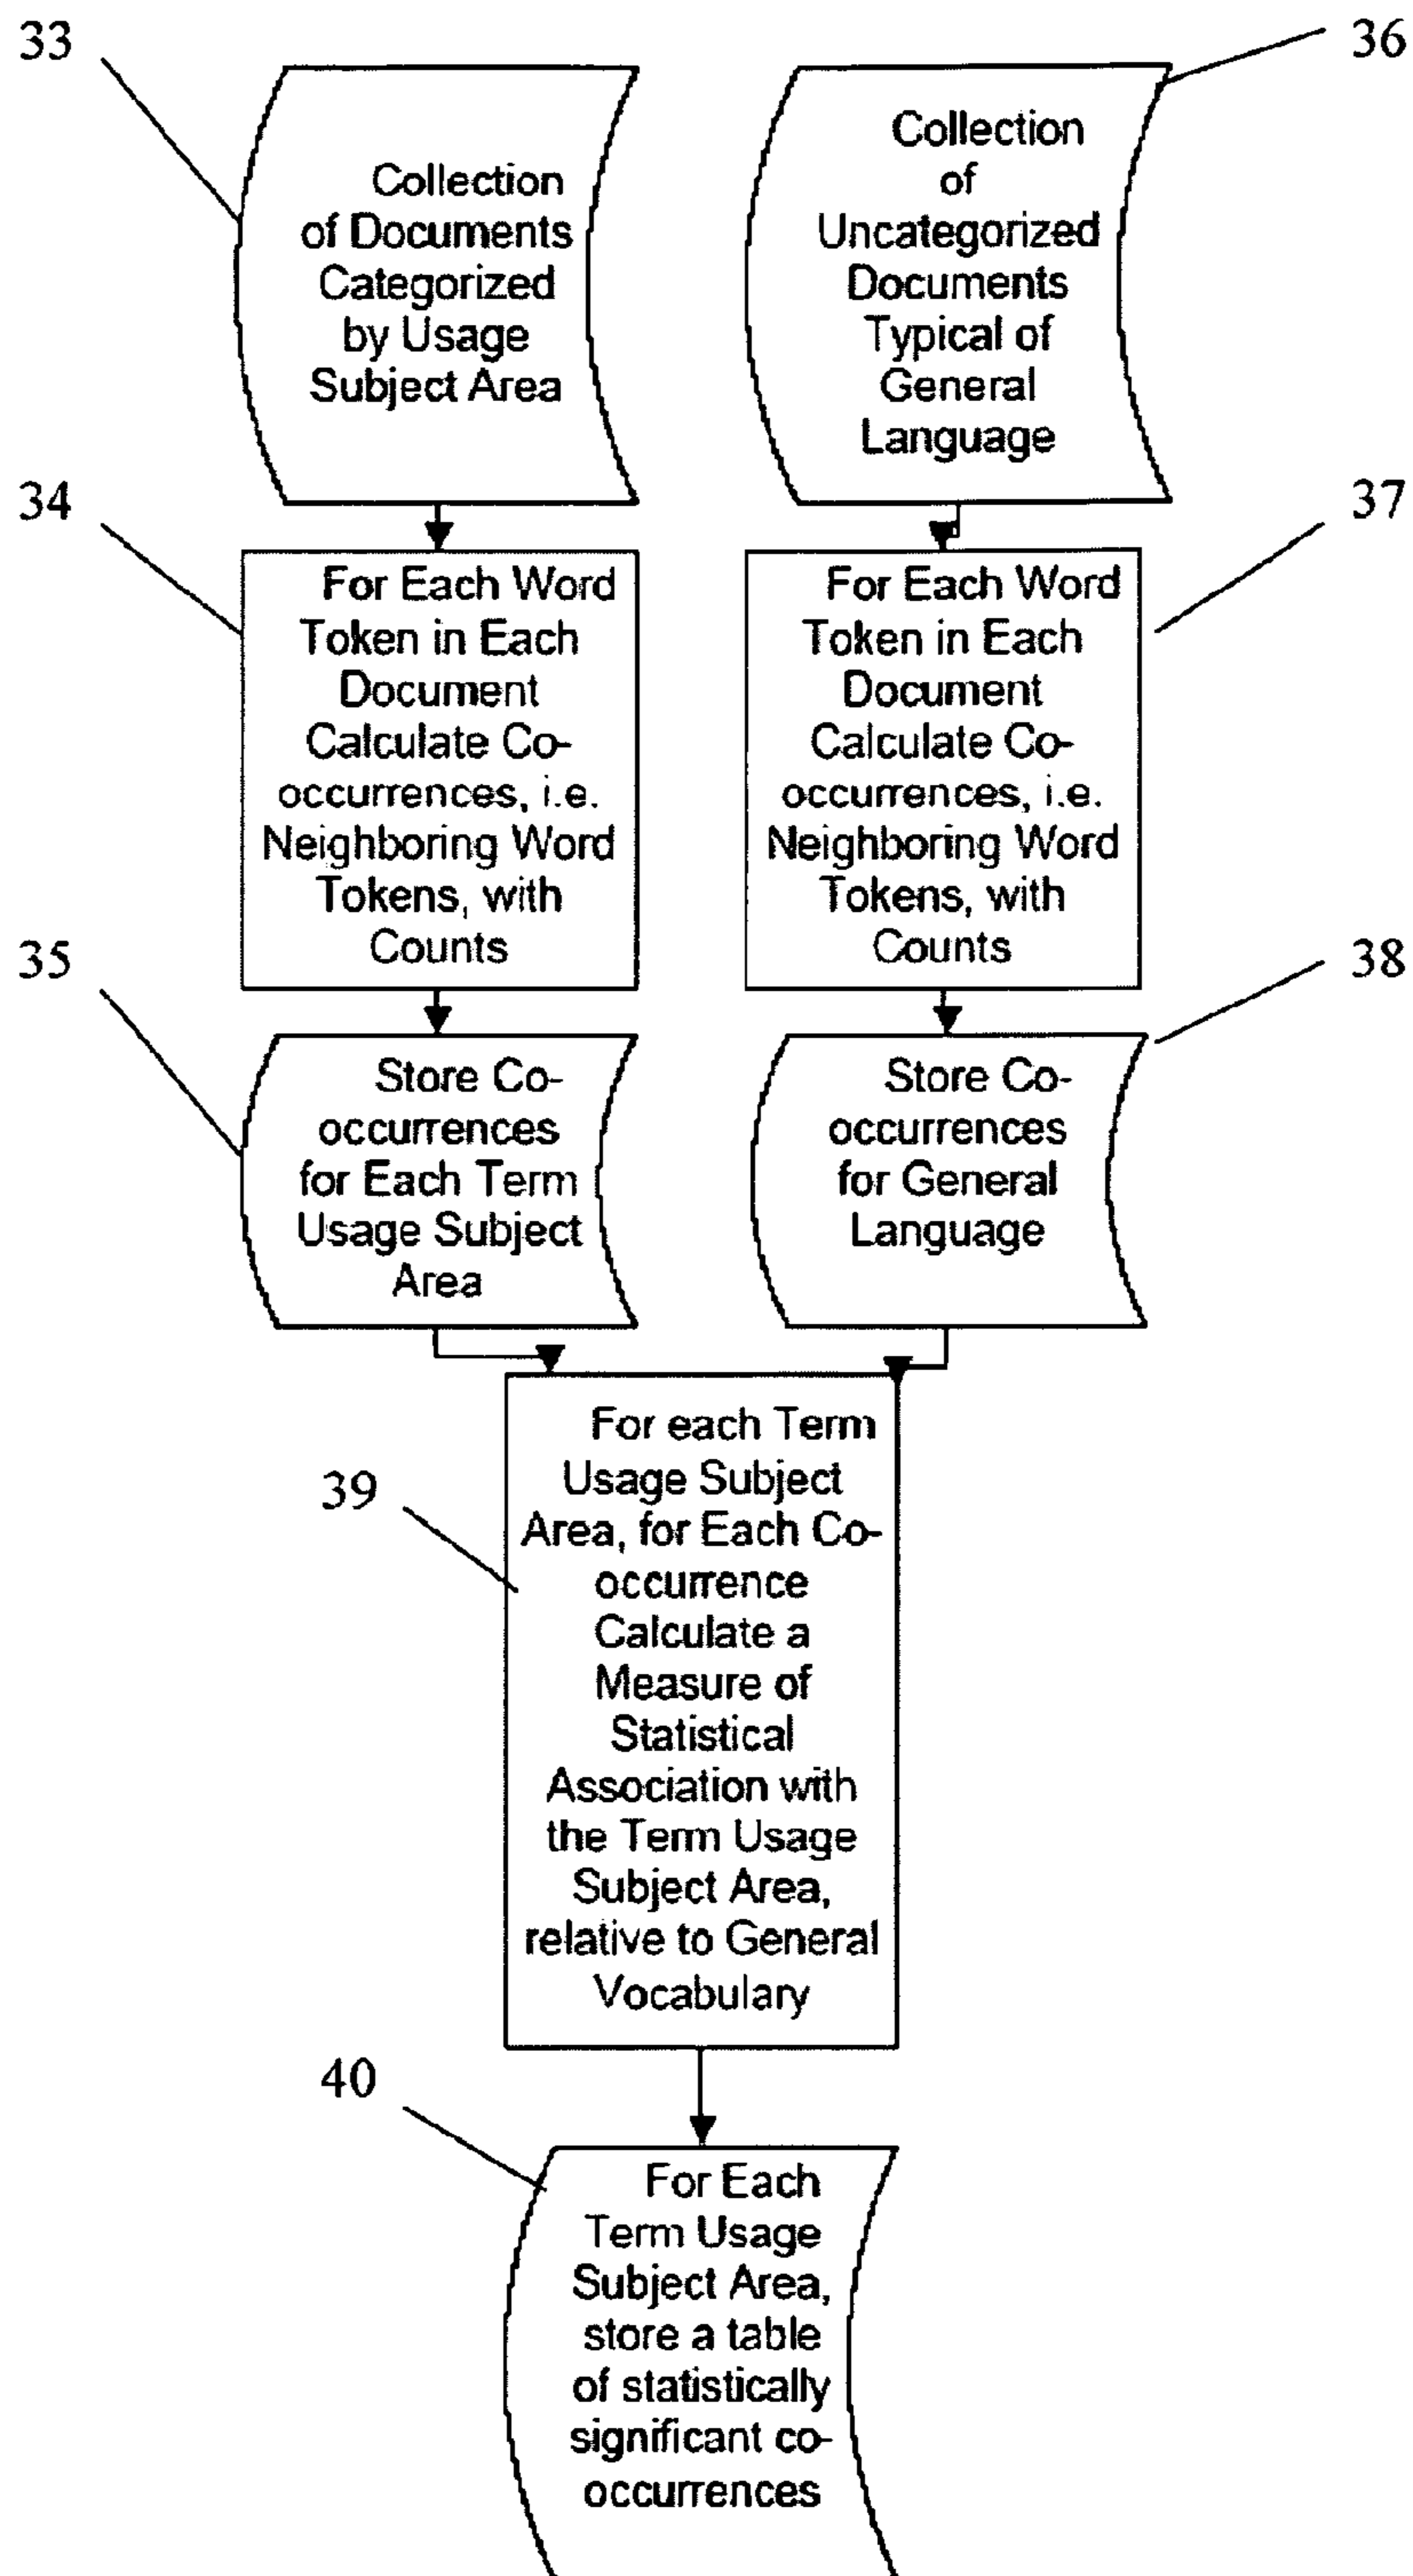 33
Collection
of Documents
Categorized
by Usage
Subject Area
36
Collection
of
Uncategorized
Documents
Typical of
General
Language
34
For Each Word
Token in Each
Document
Calculate Co-
occurrences, i.e.
Neighboring Word
Tokens, with
Counts
37
For Each Word
Token in Each
Document
Calculate Co-
occurrences, i.e.
Neighboring Word
Tokens, with
Counts
35
Store Co-
occurrences
for Each Term
Usage Subject
Area
38
Store Co-
occurrences
for General
Language
39
For each Term
Usage Subject
Area, for Each Co-
occurrence
Calculate a
Measure of
Statistical
Association with
the Term Usage
Subject Area,
relative to General
Vocabulary
40
For Each
Term Usage
Subject Area,
store a table
of statistically
significant co-
occurrences